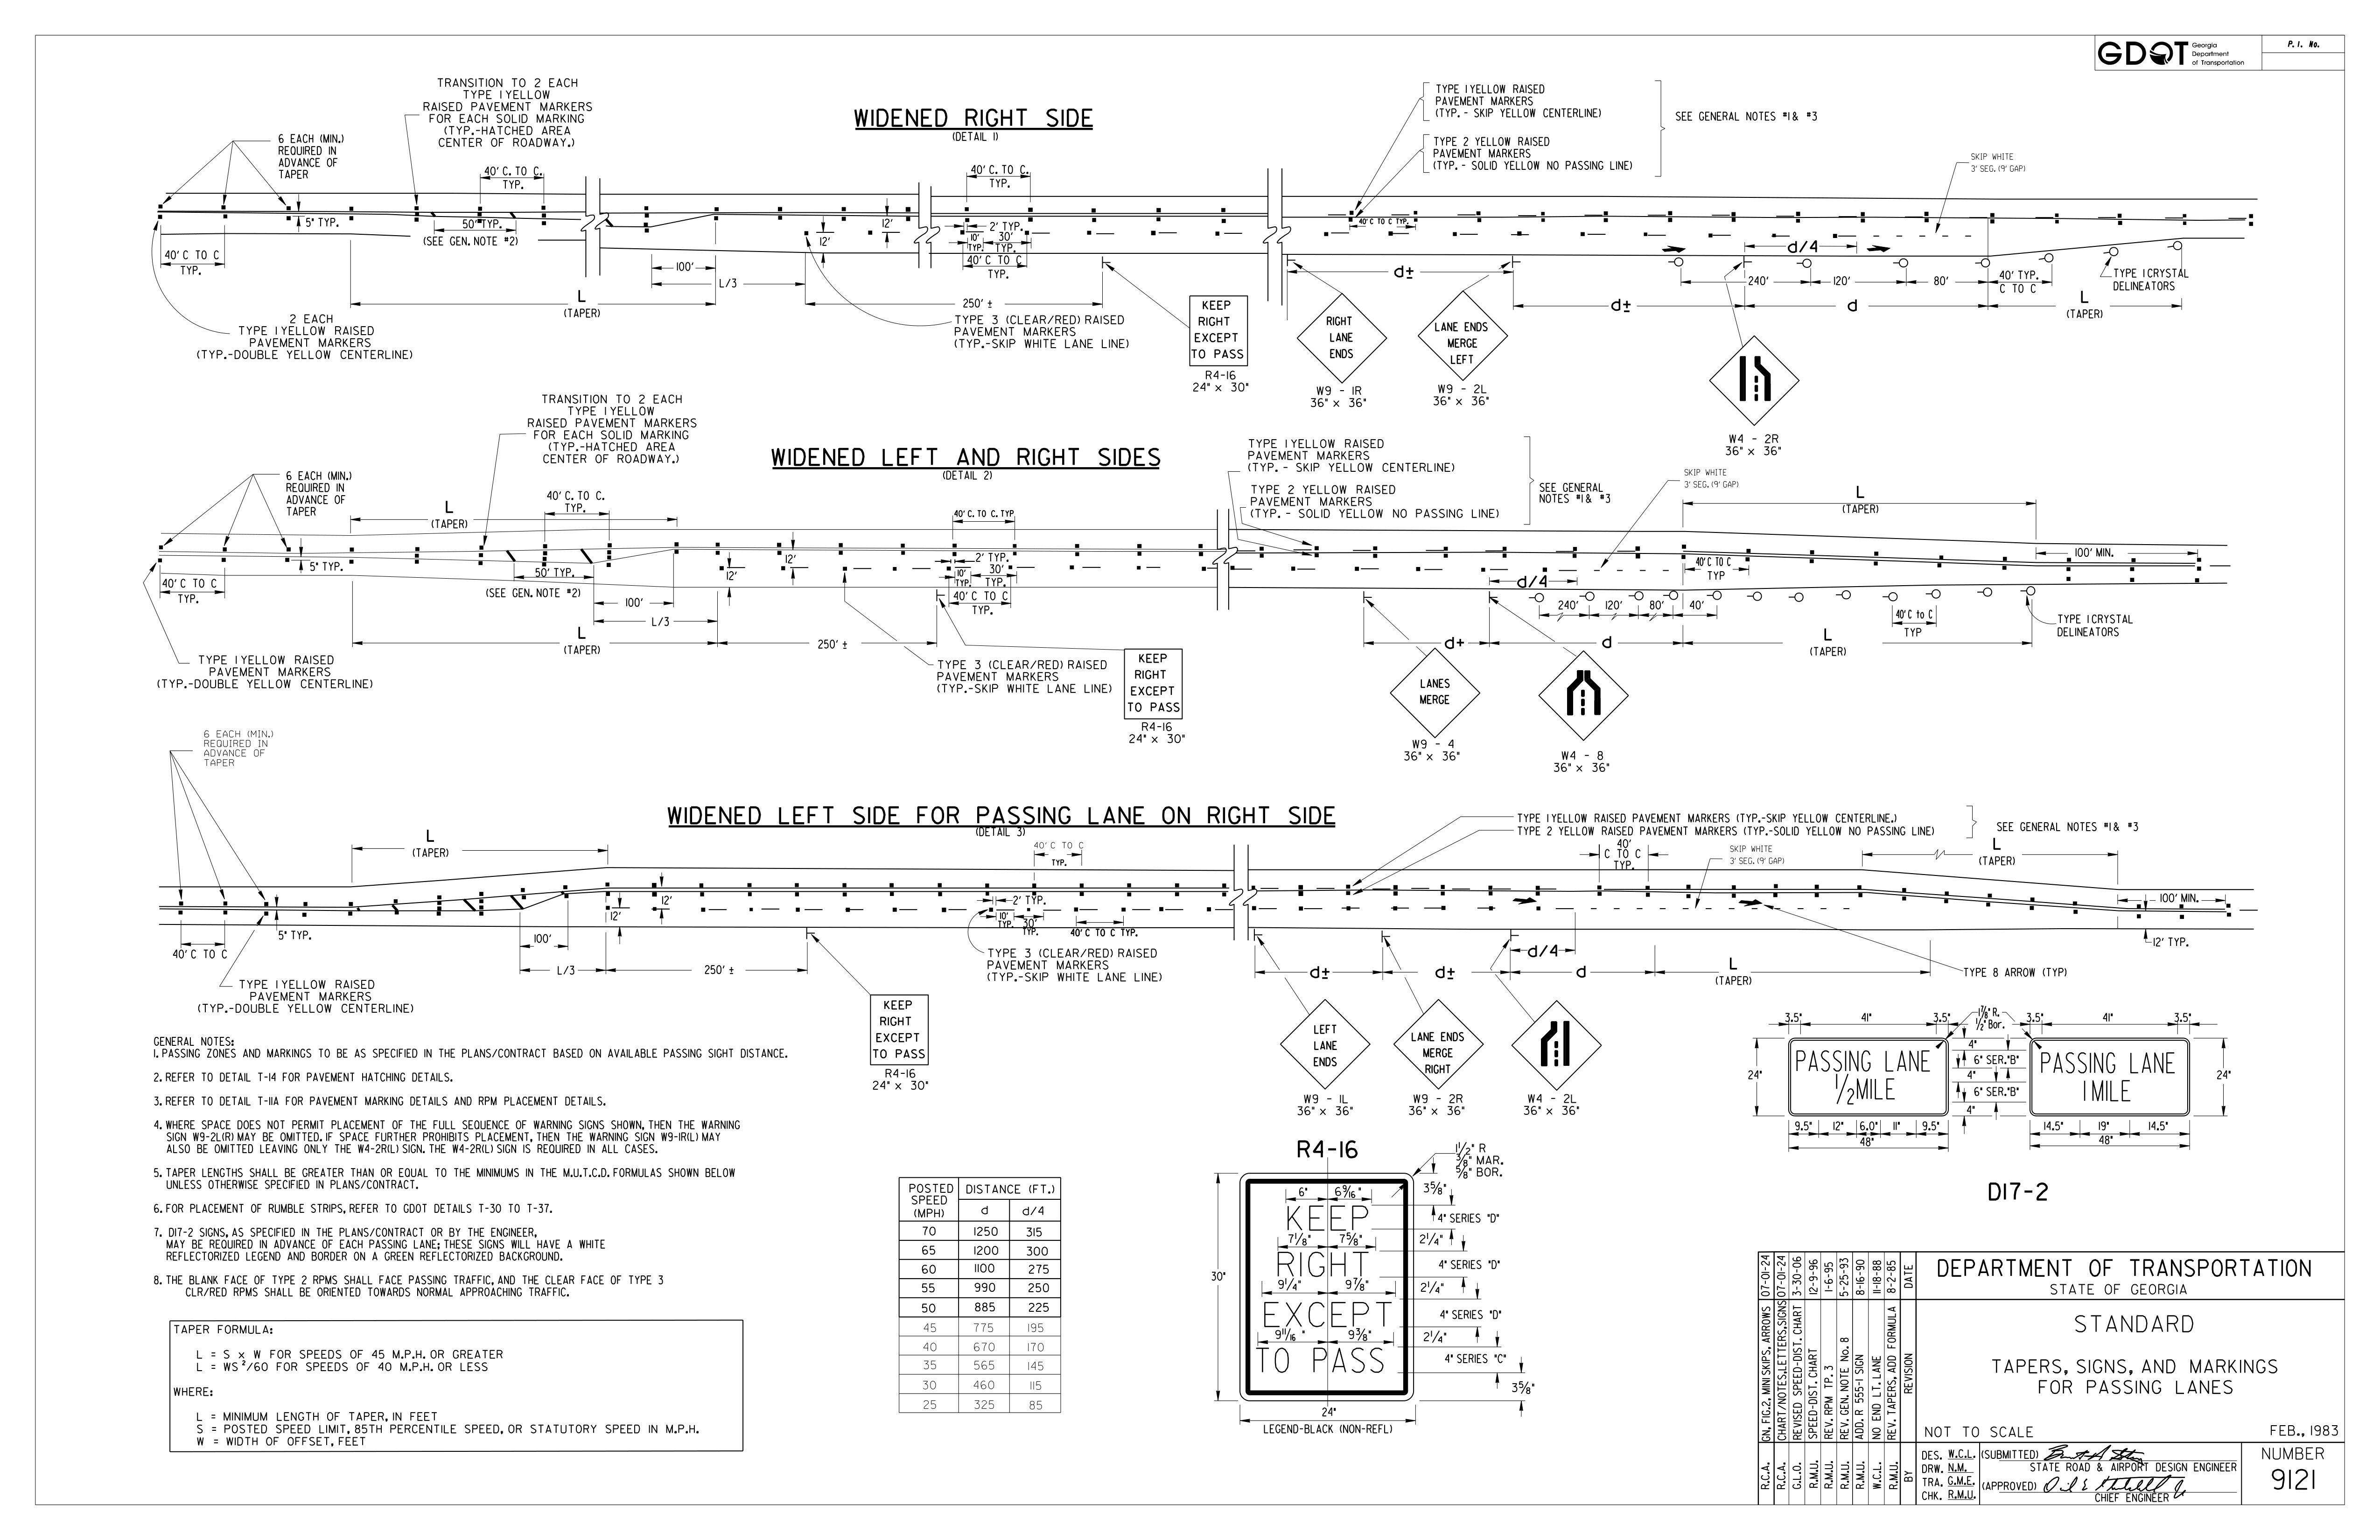 GDOT
Georgia
Department
of Transportation
P. I. No.
WIDENED RIGHT SIDE
(DETAIL 1)
TRANSITION TO 2 EACH
TYPE 1 YELLOW
RAISED PAVEMENT MARKERS
FOR EACH SOLID MARKING
(TYP.-HATCHED AREA
CENTER OF ROADWAY.)
6 EACH (MIN.)
REQUIRED IN
ADVANCE OF
TAPER
40' C. TO C.
TYP.
5" TYP.
50' TYP.
(SEE GEN. NOTE #2)
40' C TO C
TYP.
L
(TAPER)
100'
L/3
2 EACH
TYPE 1 YELLOW RAISED
PAVEMENT MARKERS
(TYP.-DOUBLE YELLOW CENTERLINE)
12'
12'
250' ±
TYPE 3 (CLEAR/RED) RAISED
PAVEMENT MARKERS
(TYP.-SKIP WHITE LANE LINE)
40' C. TO C.
TYP.
2' TYP.
10'
TYP.
30'
TYP.
40' C TO C
TYP.
KEEP
RIGHT
EXCEPT
TO PASS
R4-16
24" x 30"
TYPE 1 YELLOW RAISED
PAVEMENT MARKERS
(TYP. - SKIP YELLOW CENTERLINE)
TYPE 2 YELLOW RAISED
PAVEMENT MARKERS
(TYP. - SOLID YELLOW NO PASSING LINE)
SEE GENERAL NOTES #1 & #3
SKIP WHITE
3' SEG. (9' GAP)
40' C TO C TYP.
d/4
d±
d±
d
240'
120'
80'
40' TYP.
C TO C
L
(TAPER)
TYPE 1 CRYSTAL
DELINEATORS
RIGHT
LANE
ENDS
W9 - 1R
36" x 36"
LANE ENDS
MERGE
LEFT
W9 - 2L
36" x 36"
W4 - 2R
36" x 36"
WIDENED LEFT AND RIGHT SIDES
(DETAIL 2)
TRANSITION TO 2 EACH
TYPE 1 YELLOW
RAISED PAVEMENT MARKERS
FOR EACH SOLID MARKING
(TYP.-HATCHED AREA
CENTER OF ROADWAY.)
6 EACH (MIN.)
REQUIRED IN
ADVANCE OF
TAPER
L
(TAPER)
40' C. TO C.
TYP.
5" TYP.
50' TYP.
(SEE GEN. NOTE #2)
40' C TO C
TYP.
100'
L/3
L
(TAPER)
12'
12'
250' ±
TYPE 1 YELLOW RAISED
PAVEMENT MARKERS
(TYP.-DOUBLE YELLOW CENTERLINE)
TYPE 3 (CLEAR/RED) RAISED
PAVEMENT MARKERS
(TYP.-SKIP WHITE LANE LINE)
40' C. TO C. TYP.
2' TYP.
10'
TYP.
30'
TYP.
40' C TO C
TYP.
KEEP
RIGHT
EXCEPT
TO PASS
R4-16
24" x 30"
TYPE 1 YELLOW RAISED
PAVEMENT MARKERS
(TYP. - SKIP YELLOW CENTERLINE)
TYPE 2 YELLOW RAISED
PAVEMENT MARKERS
(TYP. - SOLID YELLOW NO PASSING LINE)
SEE GENERAL
NOTES #1 & #3
SKIP WHITE
3' SEG. (9' GAP)
L
(TAPER)
100' MIN.
40' C TO C
TYP
d/4
240'
120'
80'
40'
40' C to C
TYP
d+
d
L
(TAPER)
TYPE 1 CRYSTAL
DELINEATORS
LANES
MERGE
W9 - 4
36" x 36"
W4 - 8
36" x 36"
WIDENED LEFT SIDE FOR PASSING LANE ON RIGHT SIDE
(DETAIL 3)
6 EACH (MIN.)
REQUIRED IN
ADVANCE OF
TAPER
L
(TAPER)
5" TYP.
40' C TO C
100'
L/3
12'
12'
250' ±
TYPE 1 YELLOW RAISED
PAVEMENT MARKERS
(TYP.-DOUBLE YELLOW CENTERLINE)
KEEP
RIGHT
EXCEPT
TO PASS
R4-16
24" x 30"
40' C TO C
TYP.
2' TYP.
10'
TYP.
30'
TYP.
40' C TO C TYP.
TYPE 3 (CLEAR/RED) RAISED
PAVEMENT MARKERS
(TYP.-SKIP WHITE LANE LINE)
TYPE 1 YELLOW RAISED PAVEMENT MARKERS (TYP.-SKIP YELLOW CENTERLINE.)
TYPE 2 YELLOW RAISED PAVEMENT MARKERS (TYP.-SOLID YELLOW NO PASSING LINE)
SEE GENERAL NOTES #1 & #3
40'
C TO C
TYP.
SKIP WHITE
3' SEG. (9' GAP)
L
(TAPER)
100' MIN.
12' TYP.
d/4
d±
d±
d
L
(TAPER)
TYPE 8 ARROW (TYP)
LEFT
LANE
ENDS
W9 - 1L
36" x 36"
LANE ENDS
MERGE
RIGHT
W9 - 2R
36" x 36"
W4 - 2L
36" x 36"
GENERAL NOTES:
1. PASSING ZONES AND MARKINGS TO BE AS SPECIFIED IN THE PLANS/CONTRACT BASED ON AVAILABLE PASSING SIGHT DISTANCE.
2. REFER TO DETAIL T-14 FOR PAVEMENT HATCHING DETAILS.
3. REFER TO DETAIL T-11A FOR PAVEMENT MARKING DETAILS AND RPM PLACEMENT DETAILS.
4. WHERE SPACE DOES NOT PERMIT PLACEMENT OF THE FULL SEQUENCE OF WARNING SIGNS SHOWN, THEN THE WARNING
SIGN W9-2L(R) MAY BE OMITTED. IF SPACE FURTHER PROHIBITS PLACEMENT, THEN THE WARNING SIGN W9-1R(L) MAY
ALSO BE OMITTED LEAVING ONLY THE W4-2R(L) SIGN. THE W4-2R(L) SIGN IS REQUIRED IN ALL CASES.
5. TAPER LENGTHS SHALL BE GREATER THAN OR EQUAL TO THE MINIMUMS IN THE M.U.T.C.D. FORMULAS SHOWN BELOW
UNLESS OTHERWISE SPECIFIED IN PLANS/CONTRACT.
6. FOR PLACEMENT OF RUMBLE STRIPS, REFER TO GDOT DETAILS T-30 TO T-37.
7. D17-2 SIGNS, AS SPECIFIED IN THE PLANS/CONTRACT OR BY THE ENGINEER,
MAY BE REQUIRED IN ADVANCE OF EACH PASSING LANE; THESE SIGNS WILL HAVE A WHITE
REFLECTORIZED LEGEND AND BORDER ON A GREEN REFLECTORIZED BACKGROUND.
8. THE BLANK FACE OF TYPE 2 RPMS SHALL FACE PASSING TRAFFIC, AND THE CLEAR FACE OF TYPE 3
CLR/RED RPMS SHALL BE ORIENTED TOWARDS NORMAL APPROACHING TRAFFIC.
TAPER FORMULA:
L = S x W FOR SPEEDS OF 45 M.P.H. OR GREATER
L = WS²/60 FOR SPEEDS OF 40 M.P.H. OR LESS
WHERE:
L = MINIMUM LENGTH OF TAPER, IN FEET
S = POSTED SPEED LIMIT, 85TH PERCENTILE SPEED, OR STATUTORY SPEED IN M.P.H.
W = WIDTH OF OFFSET, FEET
POSTED SPEED (MPH) DISTANCE (FT.)
d d/4
70 1250 315
65 1200 300
60 1100 275
55 990 250
50 885 225
45 775 195
40 670 170
35 565 145
30 460 115
25 325 85
R4-16
1 1/2" R
3/8" MAR.
5/8" BOR.
6" 6 9/16"
KEEP
7 1/8" 7 5/8"
RIGHT
9 1/4" 9 7/8"
EXCEPT
9 11/16" 9 3/8"
TO PASS
3 5/8"
4" SERIES "D"
2 1/4"
4" SERIES "D"
2 1/4"
4" SERIES "D"
2 1/4"
4" SERIES "C"
3 5/8"
30"
24"
LEGEND-BLACK (NON-REFL)
3.5" 41" 3.5"
1 7/8" R.
1/2" Bor.
3.5" 41" 3.5"
PASSING LANE
1/2 MILE
PASSING LANE
1 MILE
24"
4"
6" SER. "B"
4"
6" SER. "B"
4"
24"
9.5" 12" 6.0" 11" 9.5"
48"
14.5" 19" 14.5"
48"
D17-2
R.C.A. GN, FIG.2, MINI SKIPS, ARROWS 07-01-24
R.C.A. CHART/NOTES, LETTERS, SIGNS 07-01-24
G.L.O. REVISED SPEED-DIST. CHART 3-30-06
R.M.U. SPEED-DIST. CHART 12-9-96
R.M.U. REV. RPM TP. 3 1-6-95
R.M.U. REV. GEN. NOTE No. 8 5-25-93
R.M.U. ADD. R 555-1 SIGN 8-16-90
W.C.L. NO END LT. LANE 11-18-88
R.M.U. REV. TAPERS, ADD FORMULA 8-2-85
BY REVISION DATE
DEPARTMENT OF TRANSPORTATION
STATE OF GEORGIA
STANDARD
TAPERS, SIGNS, AND MARKINGS
FOR PASSING LANES
NOT TO SCALE FEB., 1983
DES. W.C.L.
DRW. N.M.
TRA. G.M.E.
CHK. R.M.U.
(SUBMITTED)
STATE ROAD & AIRPORT DESIGN ENGINEER
(APPROVED)
CHIEF ENGINEER
NUMBER
9121